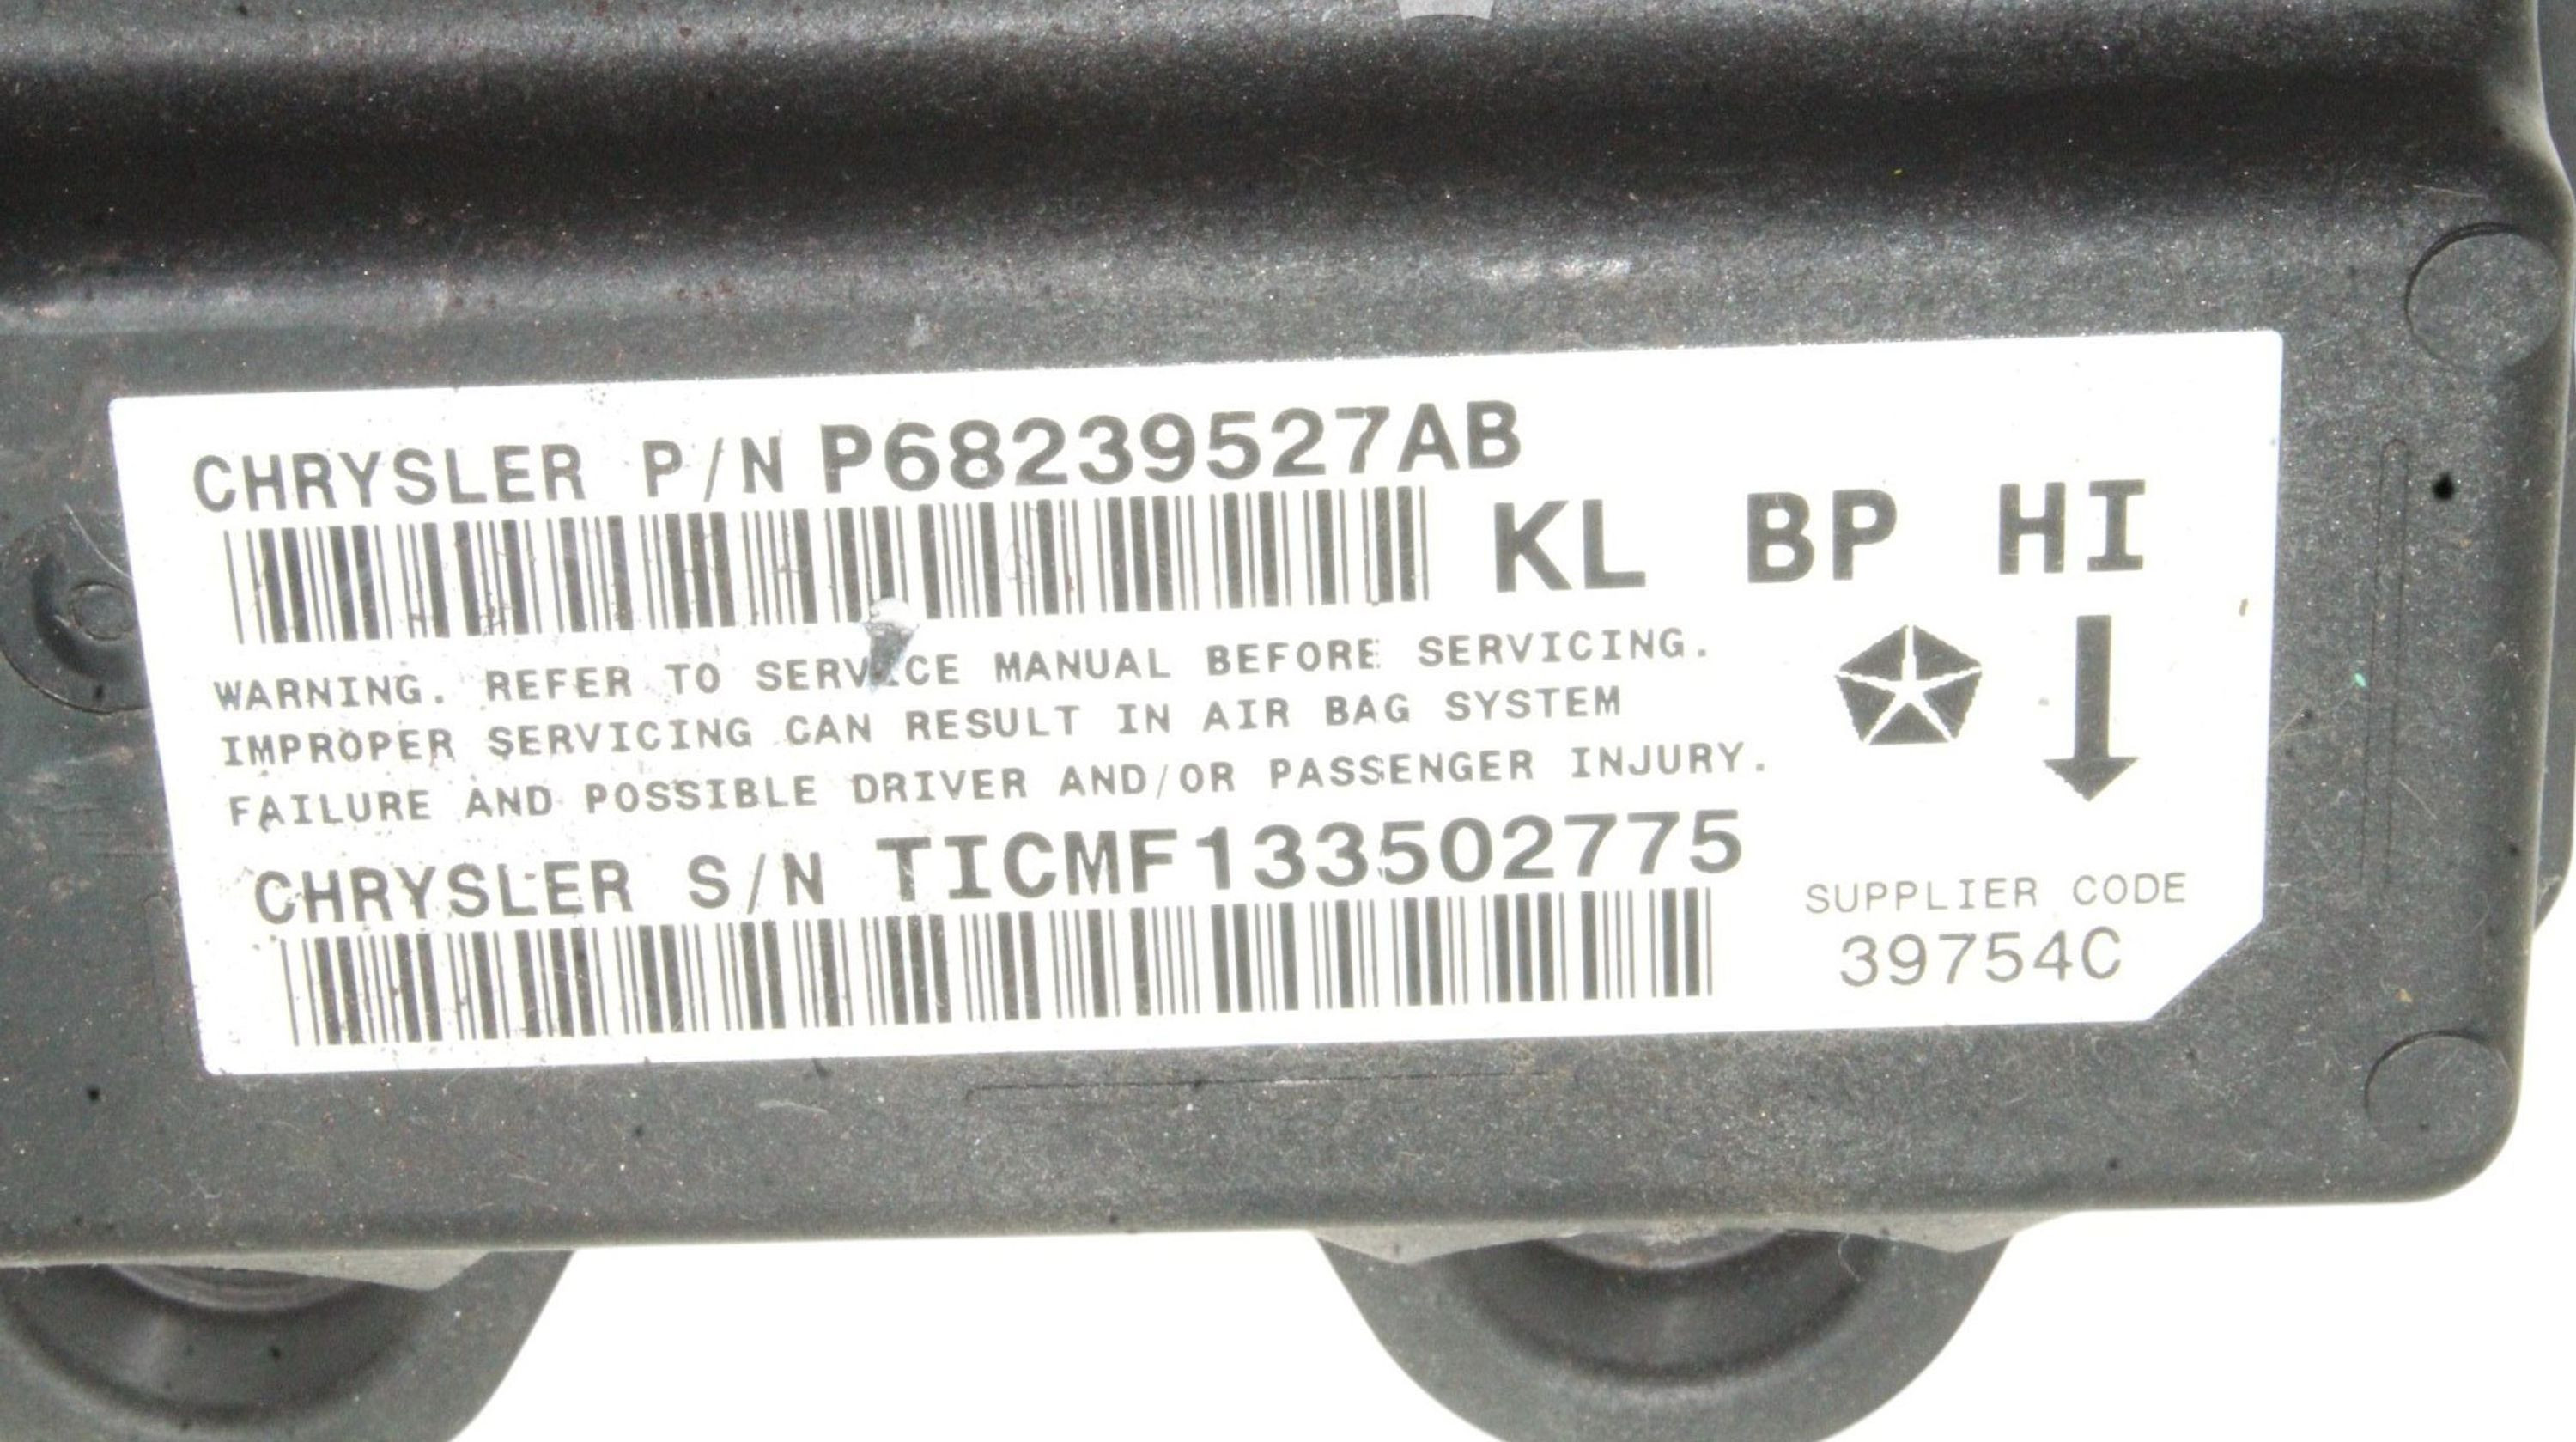 CHRYSLER P/N P68239527AB
KL BP HI
WARNING. REFER TO SERVICE MANUAL BEFORE SERVICING.
IMPROPER SERVICING CAN RESULT IN AIR BAG SYSTEM
FAILURE AND POSSIBLE DRIVER AND/OR PASSENGER INJURY.
CHRYSLER S/N TICMF133502775
SUPPLIER CODE
39754C